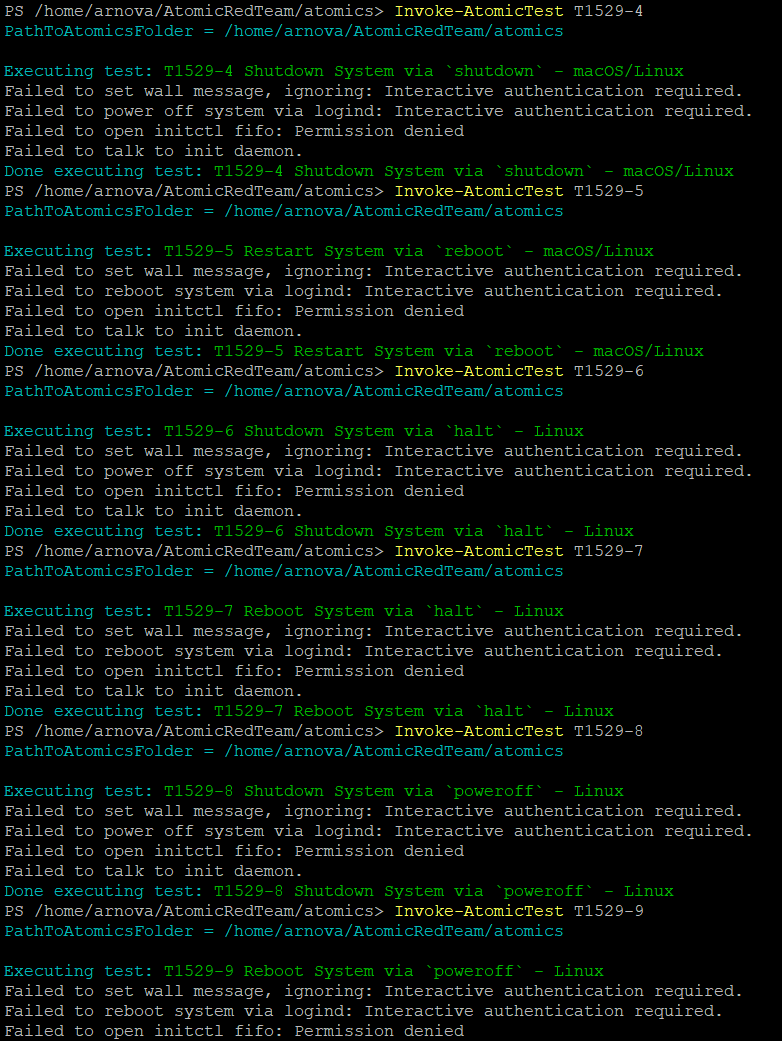 PS /home/arnova/AtomicRedTeam/atomics> Invoke-AtomicTest T1529-4
PathToAtomicsFolder = /home/arnova/AtomicRedTeam/atomics
Executing test: T1529-4 Shutdown System via `shutdown` - macOS/Linux
Failed to set wall message, ignoring: Interactive authentication required.
Failed to power off system via logind: Interactive authentication required.
Failed to open initctl fifo: Permission denied
Failed to talk to init daemon.
Done executing test: T1529-4 Shutdown System via `shutdown` - macOS/Linux
PS /home/arnova/AtomicRedTeam/atomics> Invoke-AtomicTest T1529-5
PathToAtomicsFolder = /home/arnova/AtomicRedTeam/atomics
Executing test: T1529-5 Restart System via `reboot` - macOS/Linux
Failed to set wall message, ignoring: Interactive authentication required.
Failed to reboot system via logind: Interactive authentication required.
Failed to open initctl fifo: Permission denied
Failed to talk to init daemon.
Done executing test: T1529-5 Restart System via `reboot` - macOS/Linux
PS /home/arnova/AtomicRedTeam/atomics> Invoke-AtomicTest T1529-6
PathToAtomicsFolder = /home/arnova/AtomicRedTeam/atomics
Executing test: T1529-6 Shutdown System via `halt` - Linux
Failed to set wall message, ignoring: Interactive authentication required.
Failed to power off system via logind: Interactive authentication required.
Failed to open initctl fifo: Permission denied
Failed to talk to init daemon.
Done executing test: T1529-6 Shutdown System via `halt` - Linux
PS /home/arnova/AtomicRedTeam/atomics> Invoke-AtomicTest T1529-7
PathToAtomicsFolder = /home/arnova/AtomicRedTeam/atomics
Executing test: T1529-7 Reboot System via `halt` - Linux
Failed to set wall message, ignoring: Interactive authentication required.
Failed to reboot system via logind: Interactive authentication required.
Failed to open initctl fifo: Permission denied
Failed to talk to init daemon.
Done executing test: T1529-7 Reboot System via `halt` - Linux
PS /home/arnova/AtomicRedTeam/atomics> Invoke-AtomicTest T1529-8
PathToAtomicsFolder = /home/arnova/AtomicRedTeam/atomics
Executing test: T1529-8 Shutdown System via `poweroff` - Linux
Failed to set wall message, ignoring: Interactive authentication required.
Failed to power off system via logind: Interactive authentication required.
Failed to open initctl fifo: Permission denied
Failed to talk to init daemon.
Done executing test: T1529-8 Shutdown System via `poweroff` - Linux
PS /home/arnova/AtomicRedTeam/atomics> Invoke-AtomicTest T1529-9
PathToAtomicsFolder = /home/arnova/AtomicRedTeam/atomics
Executing test: T1529-9 Reboot System via `poweroff` - Linux
Failed to set wall message, ignoring: Interactive authentication required.
Failed to reboot system via logind: Interactive authentication required.
Failed to open initctl fifo: Permission denied